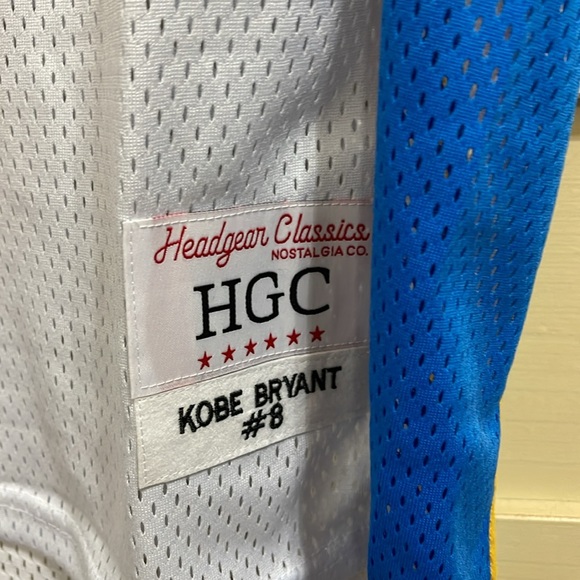 Headgear Classics
NOSTALGIA CO.
HGC
KOBE BRYANT
#8